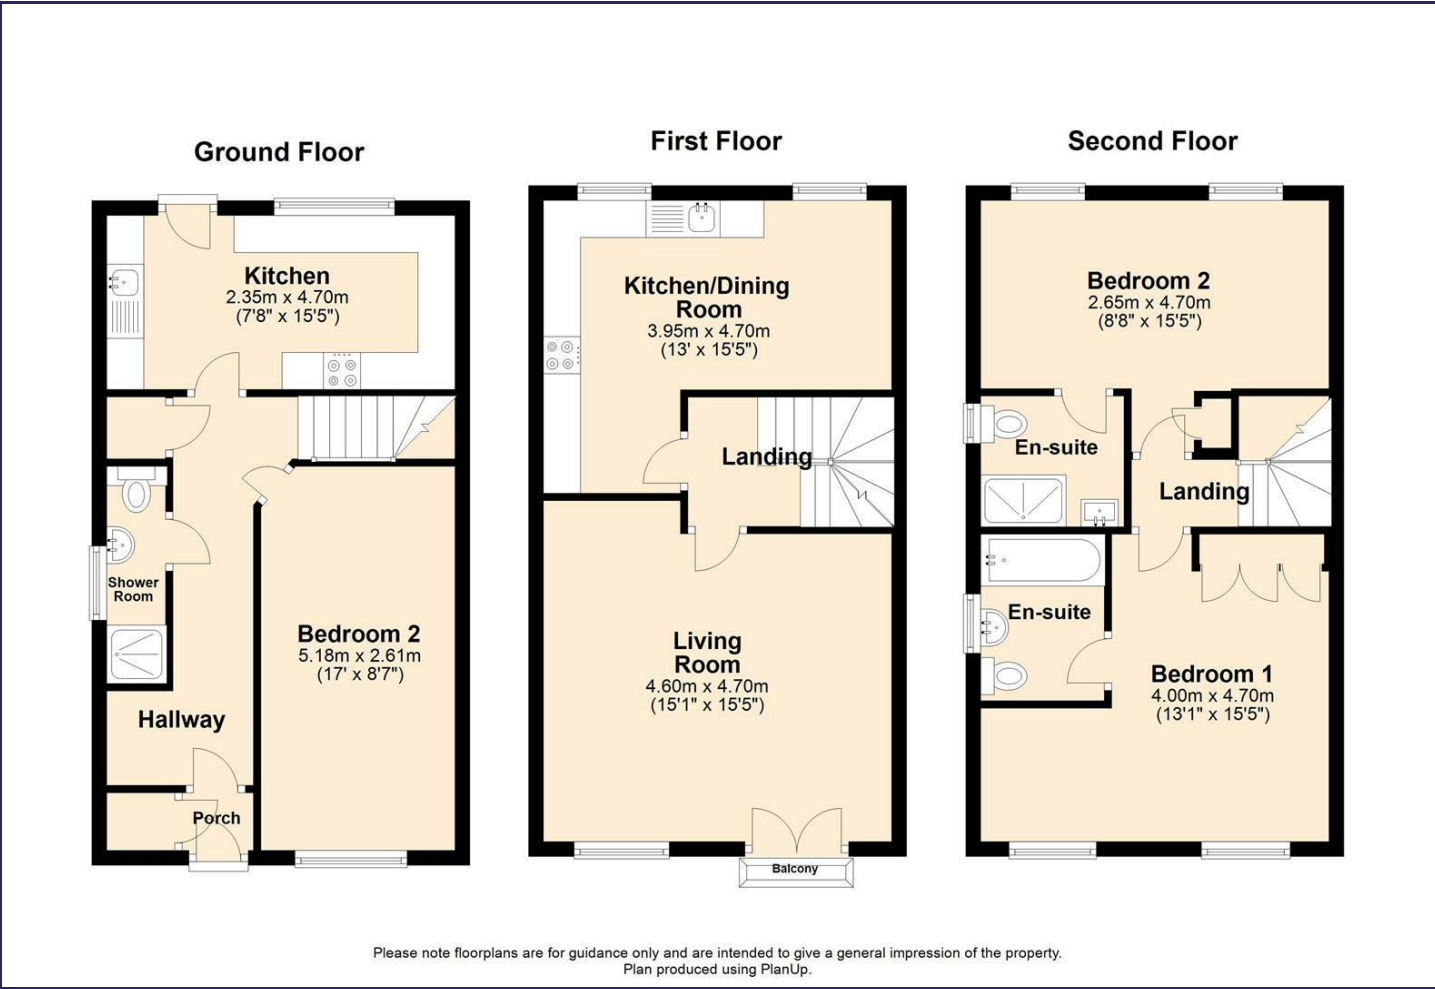 Ground Floor
Kitchen
2.35m x 4.70m
(7'8" x 15'5")
Shower
Room
Bedroom 2
5.18m x 2.61m
(17' x 8'7")
Hallway
Porch
First Floor
Kitchen/Dining
Room
3.95m x 4.70m
(13' x 15'5")
Landing
Living
Room
4.60m x 4.70m
(15'1" x 15'5")
Balcony
Second Floor
Bedroom 2
2.65m x 4.70m
(8'8" x 15'5")
En-suite
Landing
En-suite
Bedroom 1
4.00m x 4.70m
(13'1" x 15'5")
Please note floorplans are for guidance only and are intended to give a general impression of the property.
Plan produced using PlanUp.